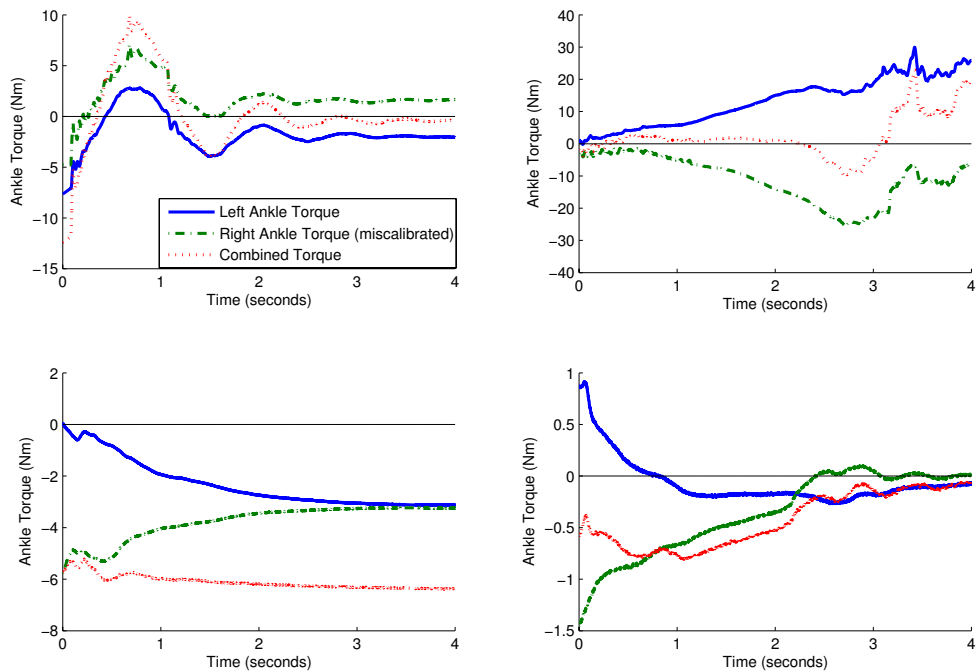 10
5
0
−5
−10
−15
Ankle Torque (Nm)
0 1 2 3 4
Time (seconds)
Left Ankle Torque
Right Ankle Torque (miscalibrated)
Combined Torque
40
30
20
10
0
−10
−20
−30
−40
Ankle Torque (Nm)
0 1 2 3 4
Time (seconds)
2
0
−2
−4
−6
−8
Ankle Torque (Nm)
0 1 2 3 4
Time (seconds)
1
0.5
0
−0.5
−1
−1.5
Ankle Torque (Nm)
0 1 2 3 4
Time (seconds)